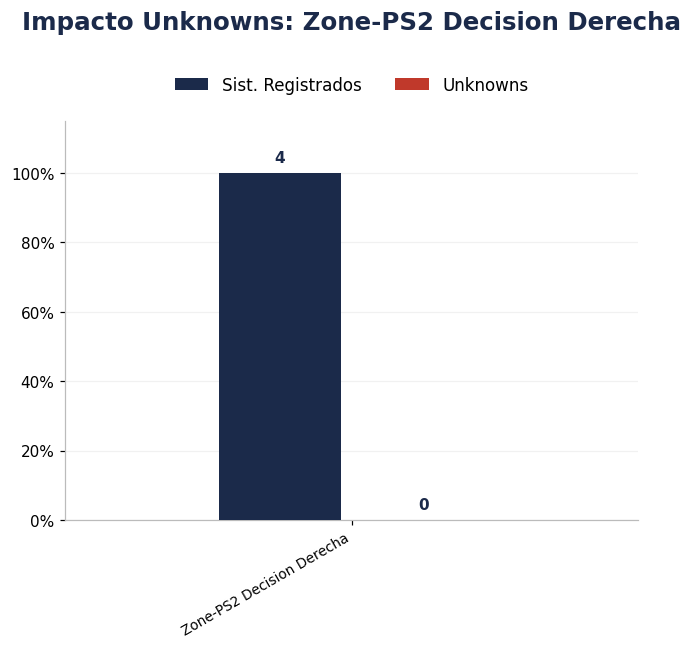 Impacto Unknowns: Zone-PS2 Decision Derecha
Sist. Registrados
Unknowns
100%
80%
60%
40%
20%
0%
4
0
Zone-PS2 Decision Derecha